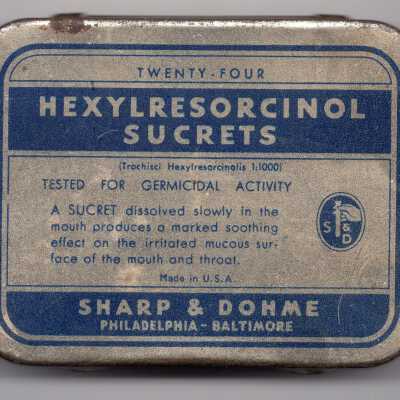 TWENTY-FOUR
HEXYLRESORCINOL
SUCRETS
(Trochisci Hexylresorcinolis 1:1000)
TESTED FOR GERMICIDAL ACTIVITY
A SUCRET dissolved slowly in the
mouth produces a marked soothing
effect on the irritated mucous sur-
face of the mouth and throat.
S & D
Made in U.S.A.
SHARP & DOHME
PHILADELPHIA - BALTIMORE